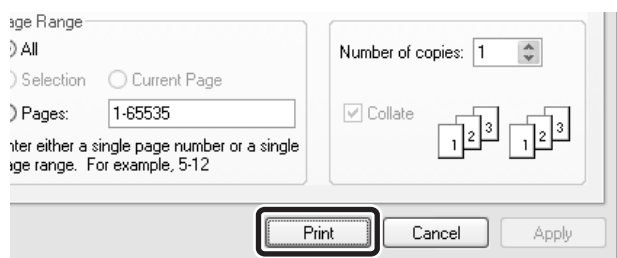 age Range
All
Number of copies: 1
Selection Current Page
Pages: 1-65535
Collate
1 2 3 1 2 3
nter either a single page number or a single
age range. For example, 5-12
Print Cancel Apply